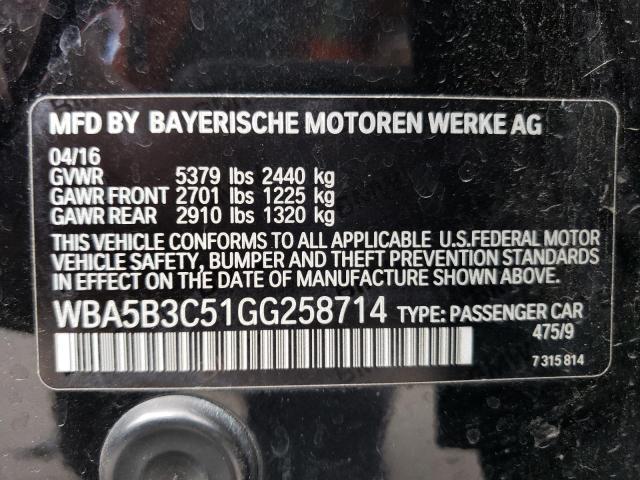 MFD BY BAYERISCHE MOTOREN WERKE AG
04/16
GVWR 5379 lbs 2440 kg
GAWR FRONT 2701 lbs 1225 kg
GAWR REAR 2910 lbs 1320 kg
THIS VEHICLE CONFORMS TO ALL APPLICABLE U.S.FEDERAL MOTOR
VEHICLE SAFETY, BUMPER AND THEFT PREVENTION STANDARDS
IN EFFECT ON THE DATE OF MANUFACTURE SHOWN ABOVE.
WBA5B3C51GG258714 TYPE: PASSENGER CAR
475/9
7 315 814